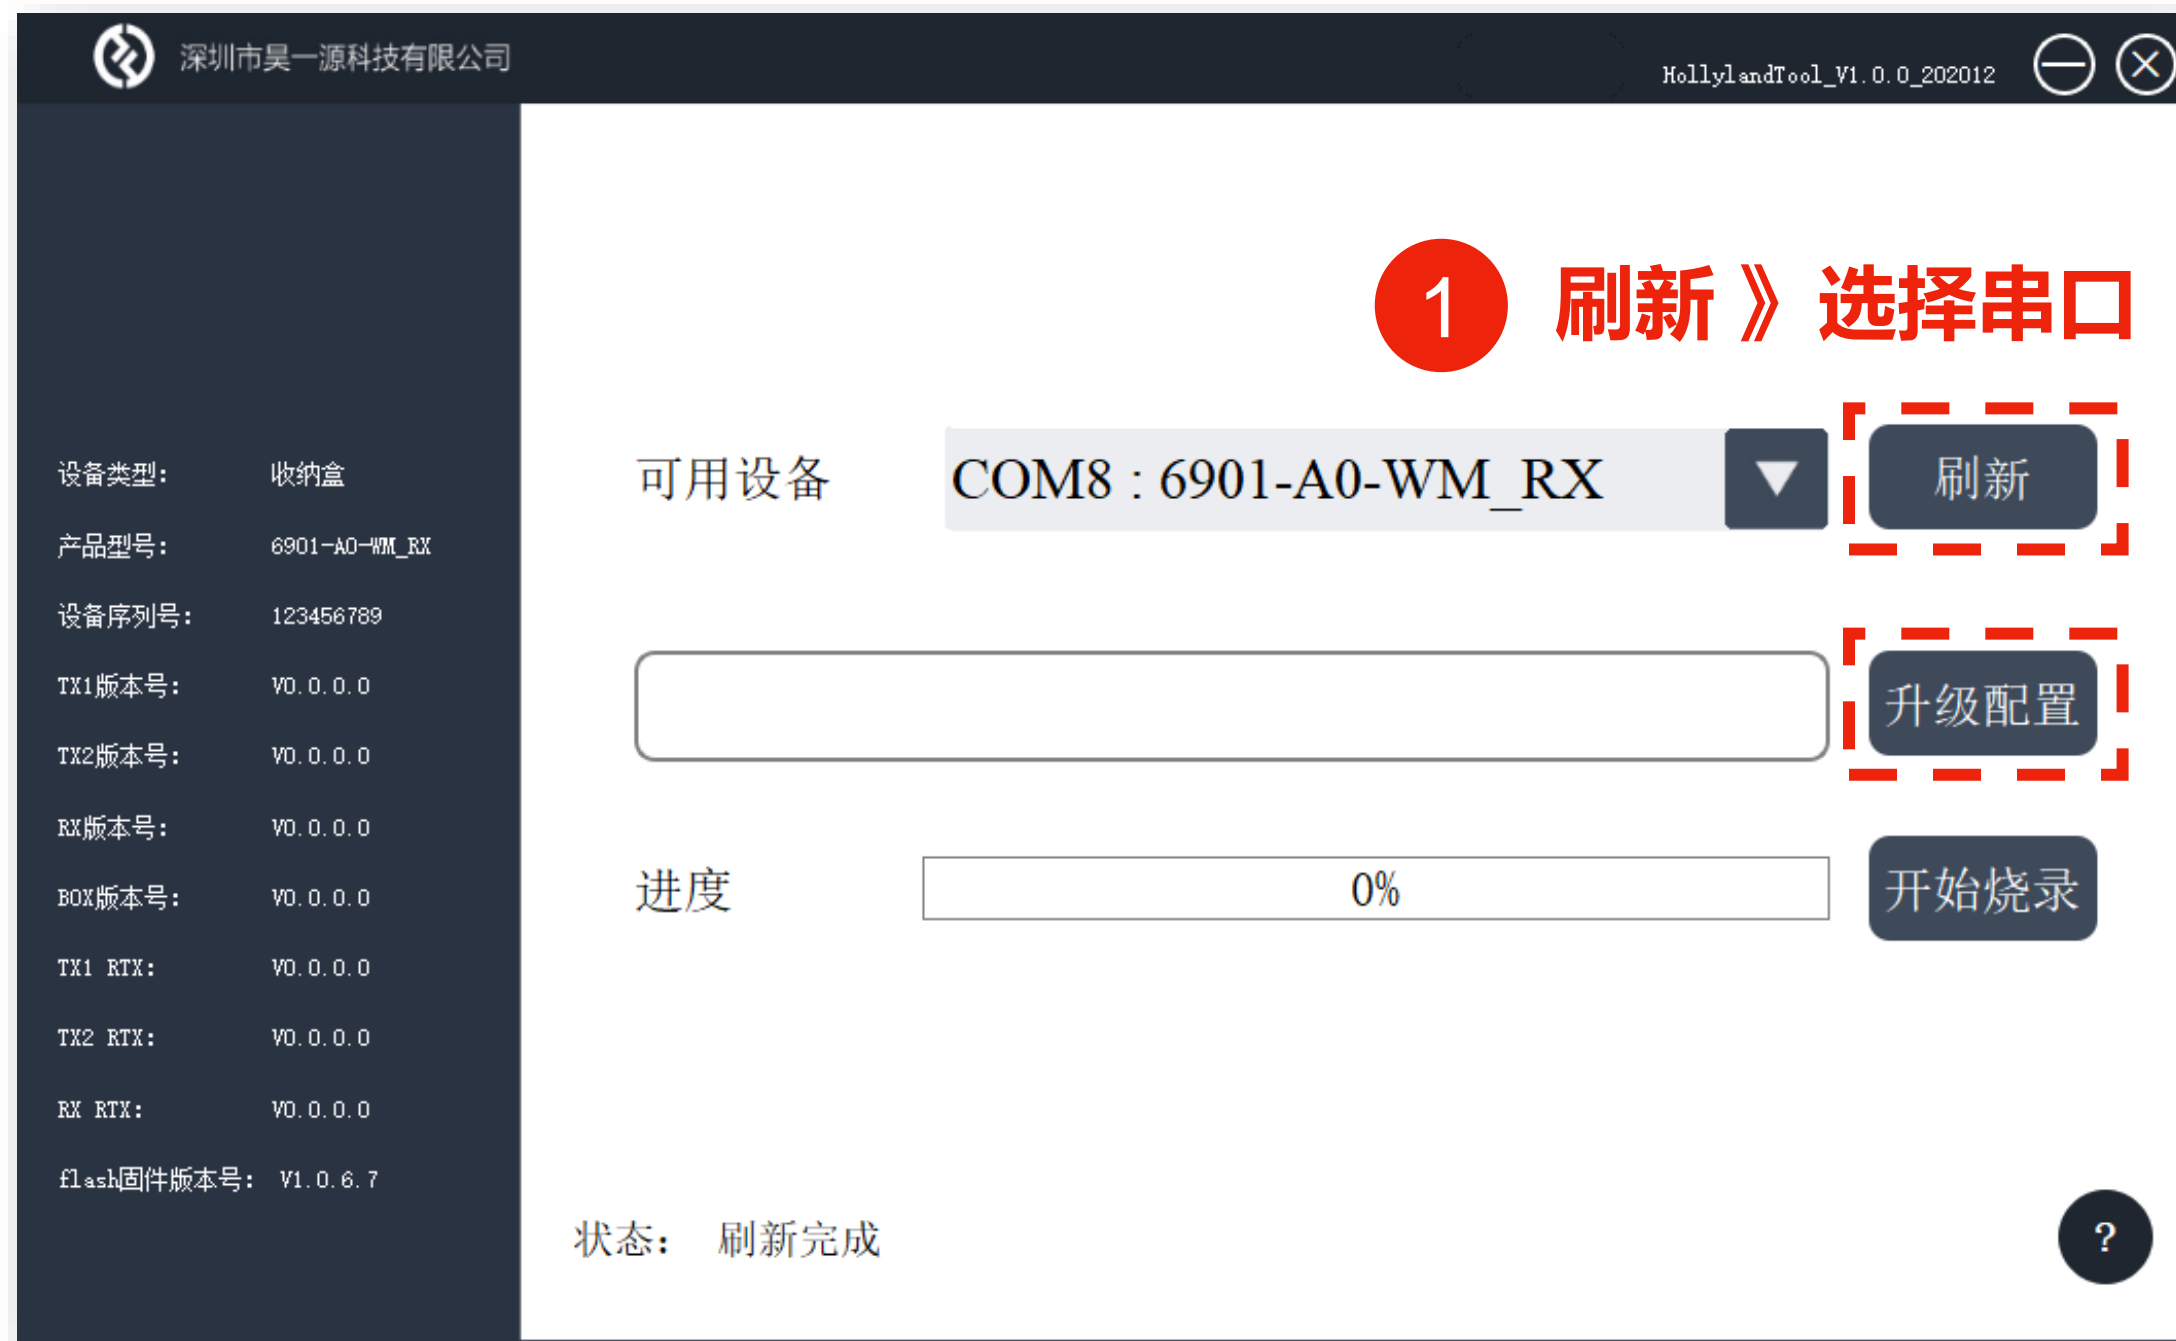 深圳市昊一源科技有限公司
HollylandTool_V1.0.0_202012
1 刷新 》选择串口
可用设备 COM8 : 6901-A0-WM_RX 刷新
升级配置
进度 0% 开始烧录
设备类型： 收纳盒
产品型号： 6901-A0-WM_RX
设备序列号： 123456789
TX1版本号： V0.0.0.0
TX2版本号： V0.0.0.0
RX版本号： V0.0.0.0
BOX版本号： V0.0.0.0
TX1 RTX： V0.0.0.0
TX2 RTX： V0.0.0.0
RX RTX： V0.0.0.0
flash固件版本号： V1.0.6.7
状态： 刷新完成
?